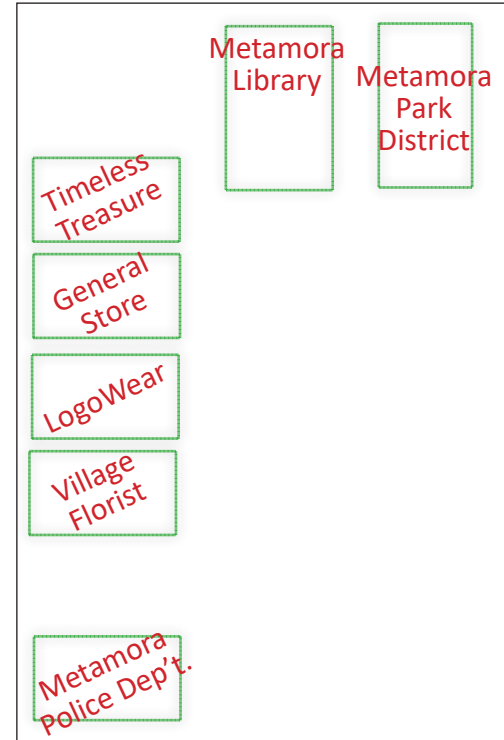 Metamora
Library
Metamora
Park
District
Timeless
Treasure
General
Store
LogoWear
Village
Florist
Metamora
Police Dep't.